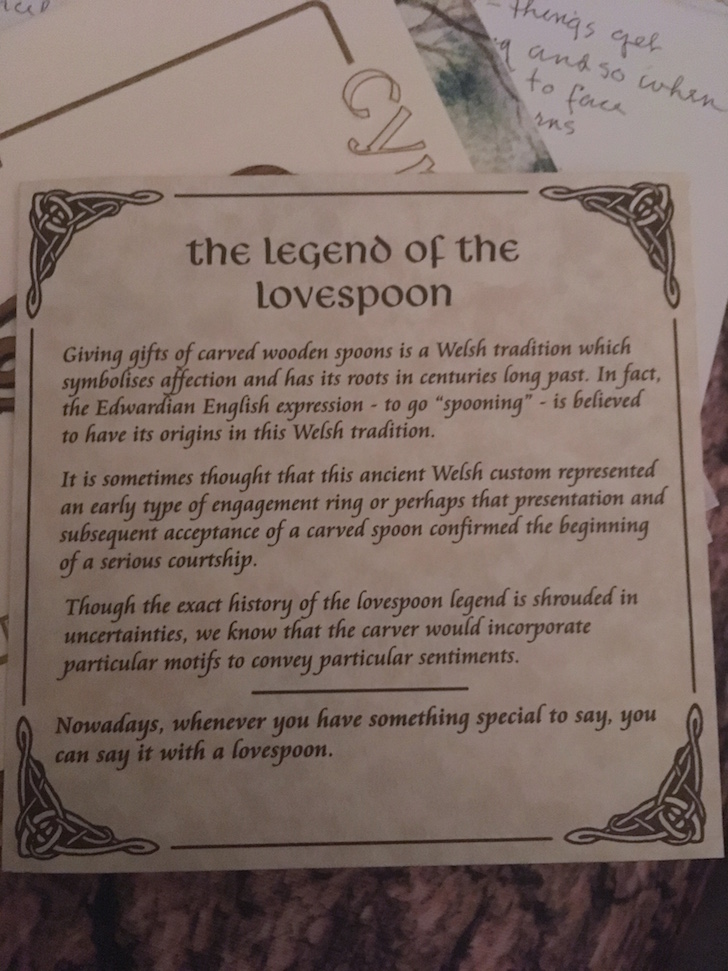 things get
and so when
to face
the legend of the
lovespoon
Giving gifts of carved wooden spoons is a Welsh tradition which
symbolises affection and has its roots in centuries long past. In fact,
the Edwardian English expression - to go "spooning" - is believed
to have its origins in this Welsh tradition.
It is sometimes thought that this ancient Welsh custom represented
an early type of engagement ring or perhaps that presentation and
subsequent acceptance of a carved spoon confirmed the beginning
of a serious courtship.
Though the exact history of the lovespoon legend is shrouded in
uncertainties, we know that the carver would incorporate
particular motifs to convey particular sentiments.
Nowadays, whenever you have something special to say, you
can say it with a lovespoon.